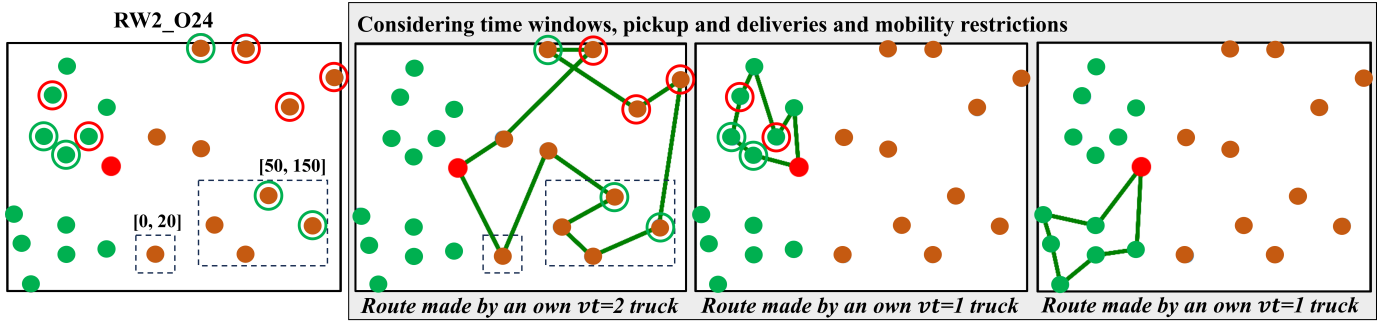 RW2_O24
Considering time windows, pickup and deliveries and mobility restrictions
[50, 150]
[0, 20]
Route made by an own vt=2 truck
Route made by an own vt=1 truck
Route made by an own vt=1 truck